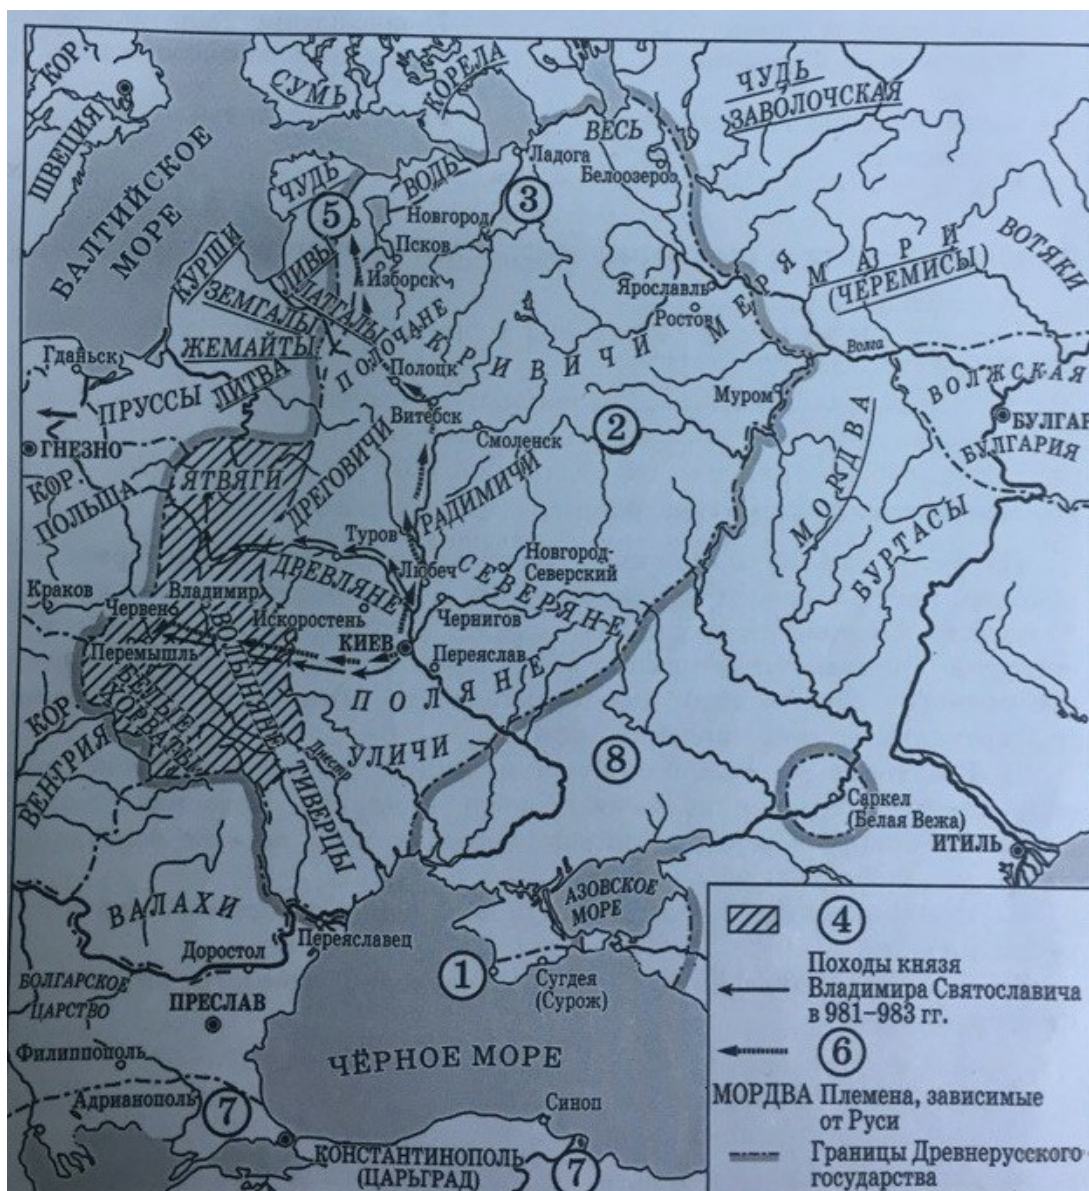 КОР.
ШВЕЦИЯ
СУМЬ
КОРЕЛА
ЧУДЬ
ЗАВОЛОЧСКАЯ
ВЕСЬ
Ладога
Белоозеро
БАЛТИЙСКОЕ
МОРЕ
ЧУДЬ
ВОДЬ
5
3
Новгород
Псков
Изборск
КУРШИ
ЛИВЬ
ЗЕМГАЛЫ
ЛАТГАЛЫ
ЖЕМАЙТЫ
ПОЛОЧАНЕ
КРИВИЧИ
Ярославль
Ростов
МЕРЯ
МАРИ
(ЧЕРЕМИСЫ)
ВОТЯКИ
Волга
Гданьск
ПРУССЫ
ЛИТВА
Полоцк
Витебск
Смоленск
2
Муром
МОРДВА
ВОЛЖСКАЯ
БУЛГАР
БУЛГАРИЯ
ГНЕЗНО
КОР.
ПОЛЬША
ЯТВЯГИ
ДРЕГОВИЧИ
РАДИМИЧИ
БУРТАСЫ
Туров
Любеч
Новгород-
Северский
СЕВЕРЯНЕ
ДРЕВЛЯНЕ
Краков
Червен
Владимир
Искоростень
КИЕВ
Чернигов
Перемышль
Переяслав
ВОЛЫНЯНЕ
БЕЛЫЕ
ХОРВАТЫ
ПОЛЯНЕ
УЛИЧИ
Днестр
ТИВЕРЦЫ
КОР.
ВЕНГРИЯ
8
Саркел
(Белая Вежа)
ИТИЛЬ
АЗОВСКОЕ
МОРЕ
ВАЛАХИ
Доростол
Переяславец
БОЛГАРСКОЕ
ЦАРСТВО
ПРЕСЛАВ
1
Сугдея
(Сурож)
ЧЁРНОЕ МОРЕ
Филиппополь
Адрианополь
7
Синоп
КОНСТАНТИНОПОЛЬ
(ЦАРЬГРАД)
7
4
Походы князя
Владимира Святославича
в 981–983 гг.
6
МОРДВА Племена, зависимые
от Руси
Границы Древнерусского
государства